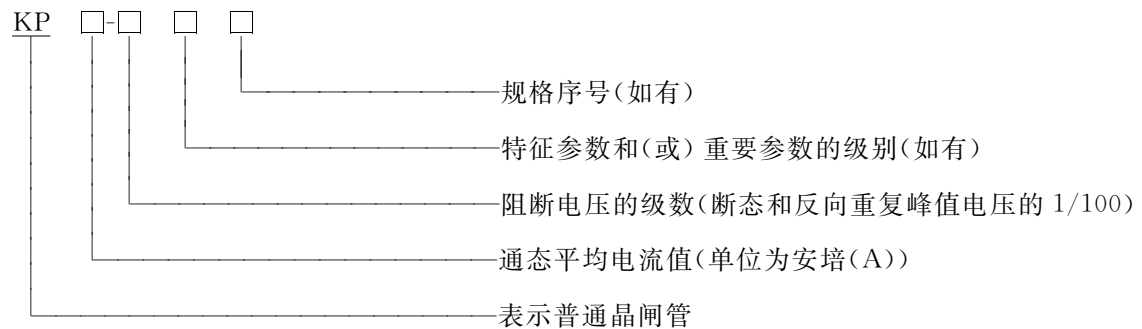 KP □-□ □ □
规格序号(如有)
特征参数和(或)重要参数的级别(如有)
阻断电压的级数(断态和反向重复峰值电压的 1/100)
通态平均电流值(单位为安培(A))
表示普通晶闸管